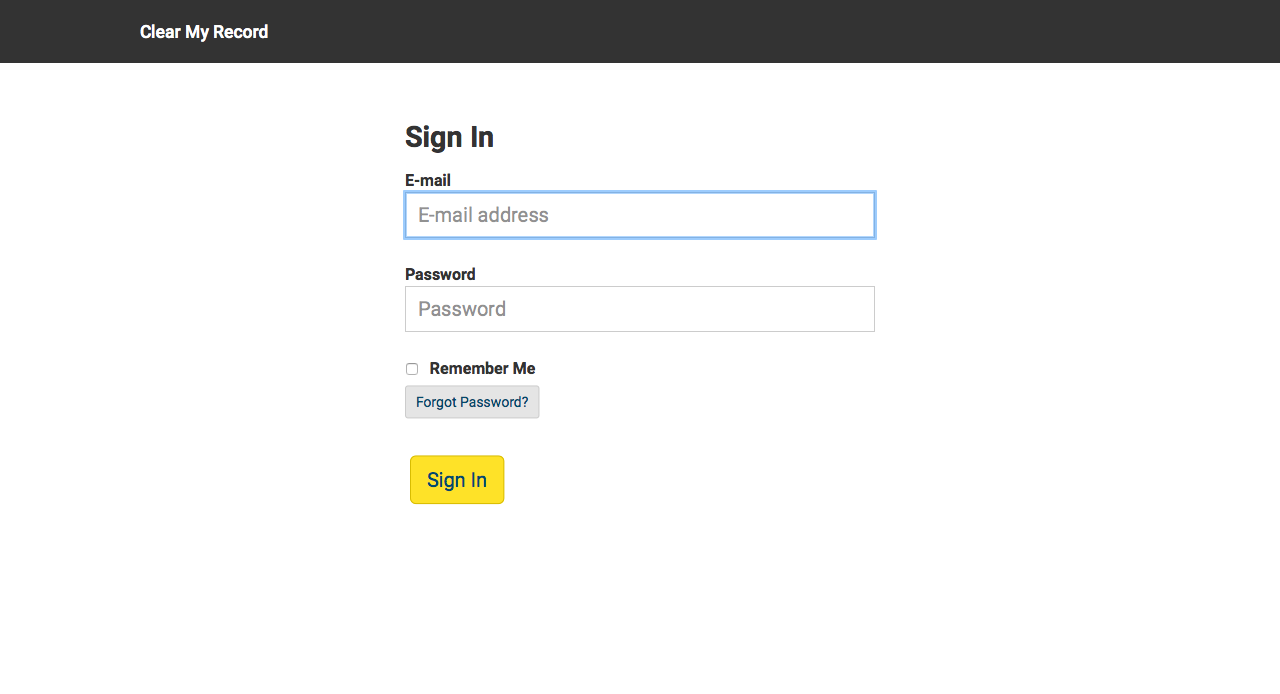 Clear My Record
Sign In
E-mail
E-mail address
Password
Password
Remember Me
Forgot Password?
Sign In